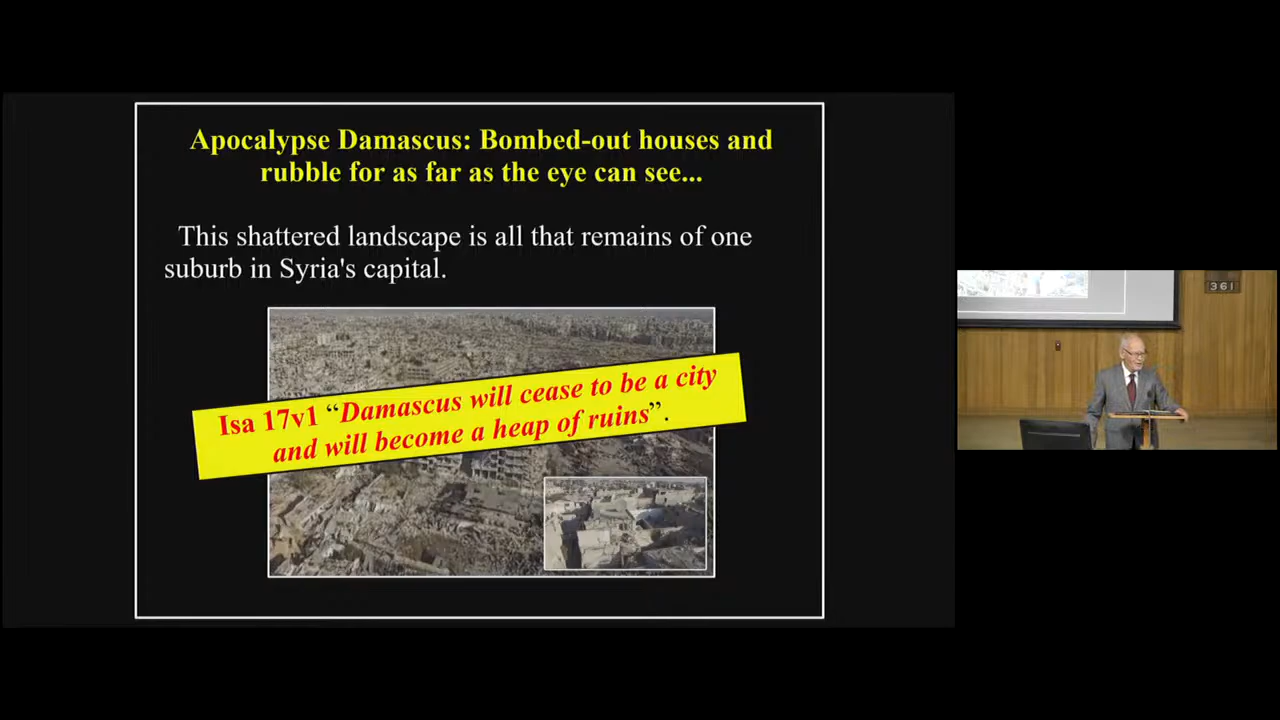 Apocalypse Damascus: Bombed-out houses and
rubble for as far as the eye can see...
This shattered landscape is all that remains of one
suburb in Syria's capital.
Isa 17v1 “Damascus will cease to be a city
and will become a heap of ruins”.
361